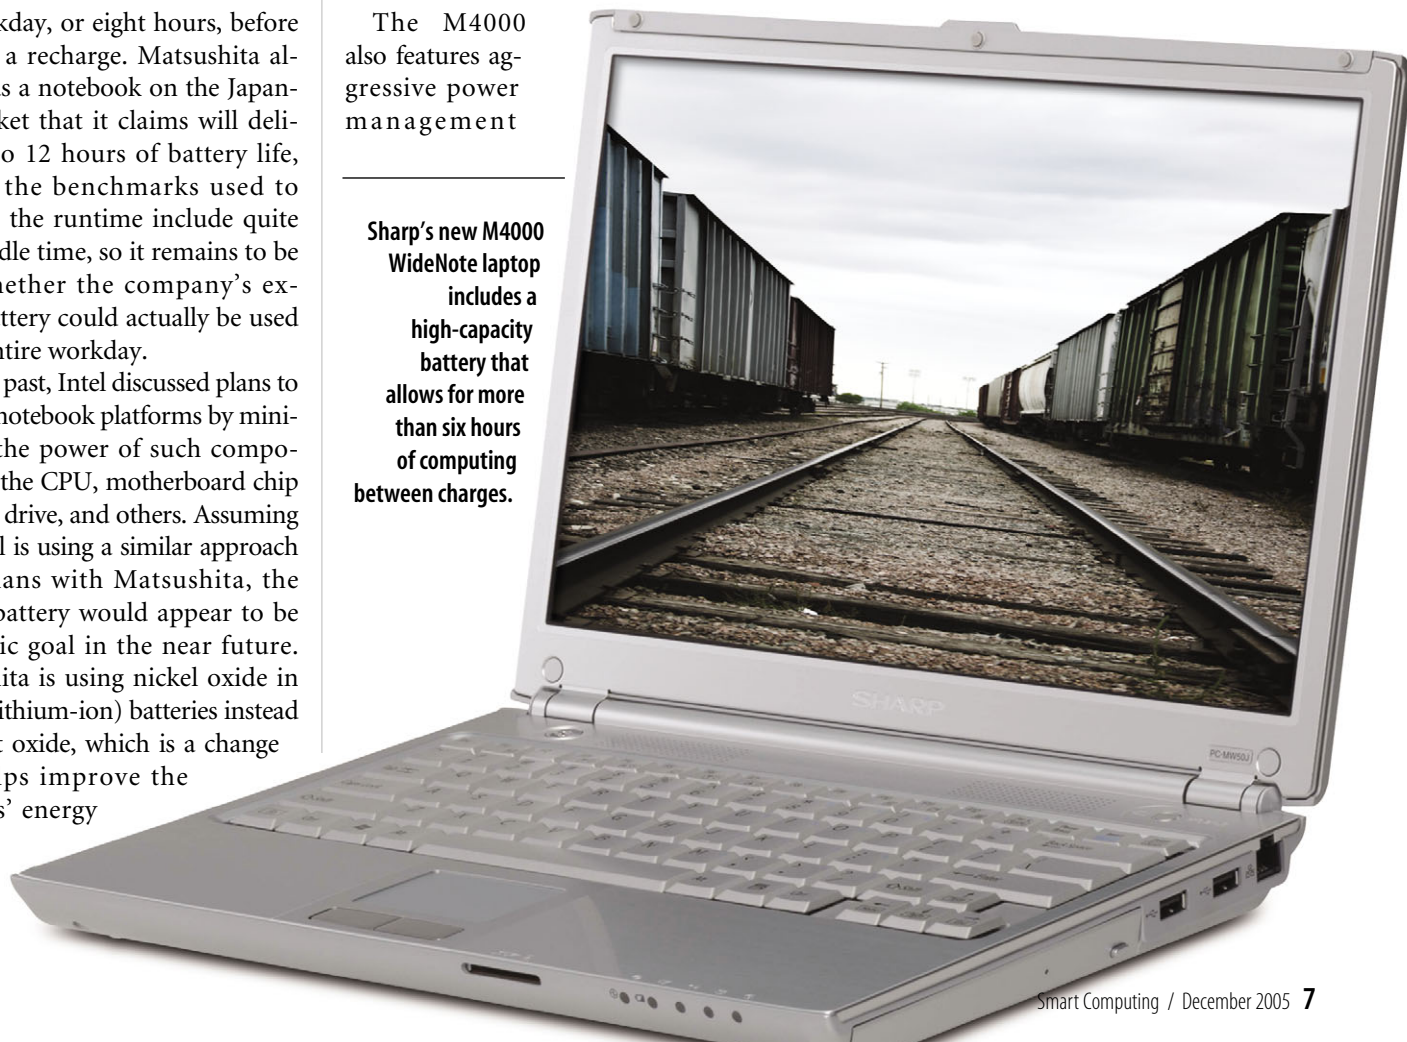 kday, or eight hours, before
a recharge. Matsushita al-
s a notebook on the Japan-
ket that it claims will deli-
o 12 hours of battery life,
the benchmarks used to
the runtime include quite
dle time, so it remains to be
hether the company's ex-
ttery could actually be used
ntire workday.
past, Intel discussed plans to
notebook platforms by mini-
the power of such compo-
the CPU, motherboard chip
drive, and others. Assuming
l is using a similar approach
lans with Matsushita, the
battery would appear to be
ic goal in the near future.
ita is using nickel oxide in
ithium-ion) batteries instead
t oxide, which is a change
ps improve the
s' energy
The M4000
also features ag-
gressive power
management
Sharp's new M4000
WideNote laptop
includes a
high-capacity
battery that
allows for more
than six hours
of computing
between charges.
SHARP
PC-MW50J
Smart Computing / December 2005 7